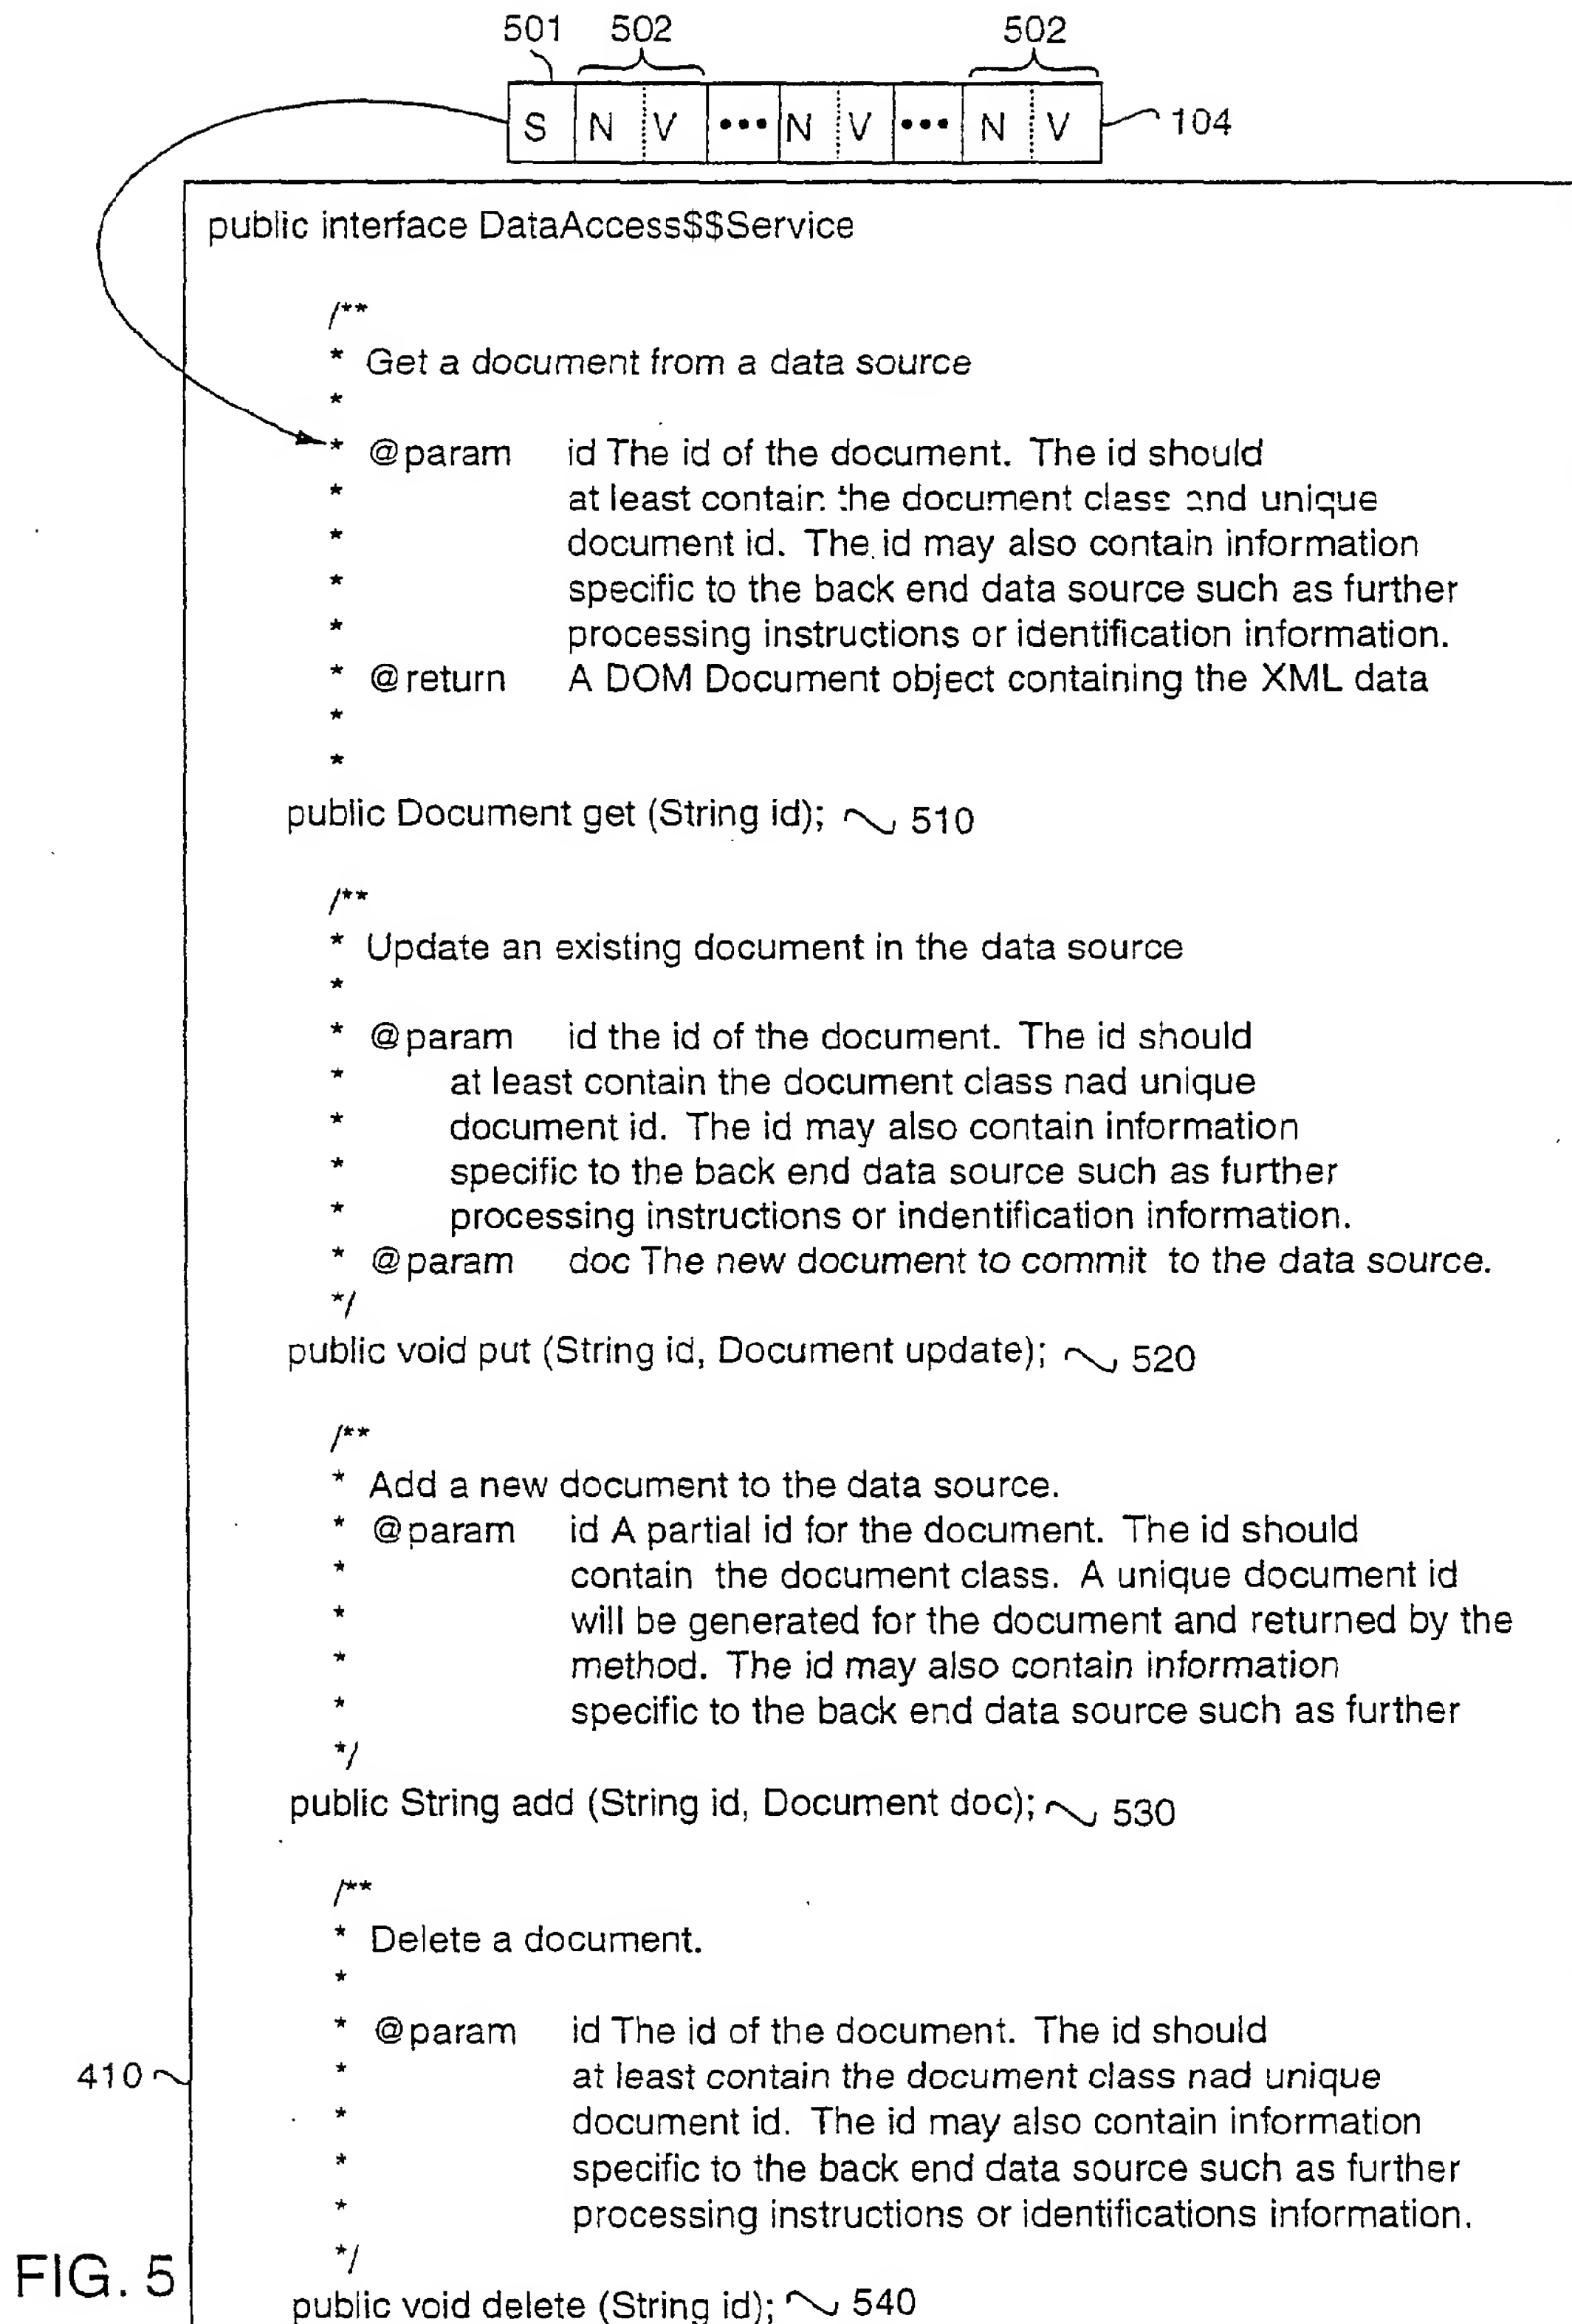 501 502 502
S N V ••• N V ••• N V 104
public interface DataAccess$$Service
/**
* Get a document from a data source
*
* @param id The id of the document. The id should
* at least contain the document class and unique
* document id. The id may also contain information
* specific to the back end data source such as further
* processing instructions or identification information.
* @return A DOM Document object containing the XML data
*
*
public Document get (String id); 510
/**
* Update an existing document in the data source
*
* @param id the id of the document. The id should
* at least contain the document class nad unique
* document id. The id may also contain information
* specific to the back end data source such as further
* processing instructions or indentification information.
* @param doc The new document to commit to the data source.
*/
public void put (String id, Document update); 520
/**
* Add a new document to the data source.
* @param id A partial id for the document. The id should
* contain the document class. A unique document id
* will be generated for the document and returned by the
* method. The id may also contain information
* specific to the back end data source such as further
*/
public String add (String id, Document doc); 530
/**
* Delete a document.
*
* @param id The id of the document. The id should
410 * at least contain the document class nad unique
* document id. The id may also contain information
* specific to the back end data source such as further
* processing instructions or identifications information.
*/
FIG. 5
public void delete (String id); 540